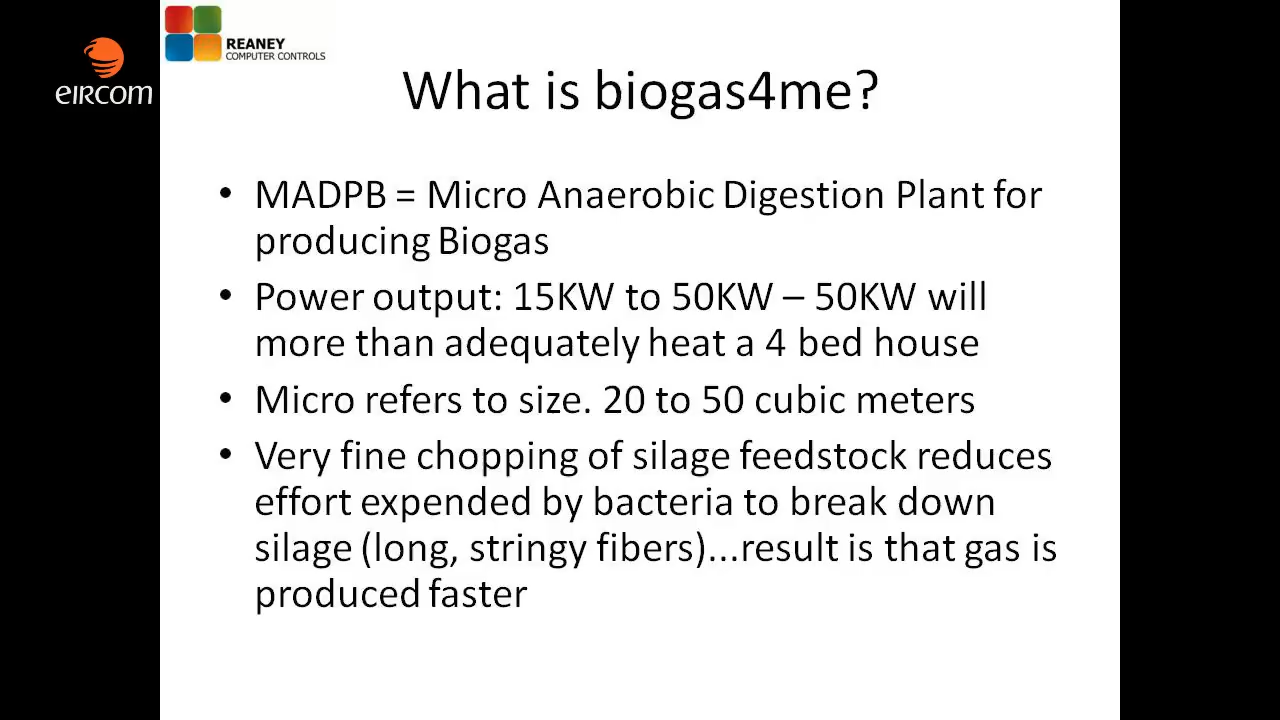 REANEY
COMPUTER CONTROLS
eircom
What is biogas4me?
• MADPB = Micro Anaerobic Digestion Plant for
producing Biogas
• Power output: 15KW to 50KW – 50KW will
more than adequately heat a 4 bed house
• Micro refers to size. 20 to 50 cubic meters
• Very fine chopping of silage feedstock reduces
effort expended by bacteria to break down
silage (long, stringy fibers)...result is that gas is
produced faster